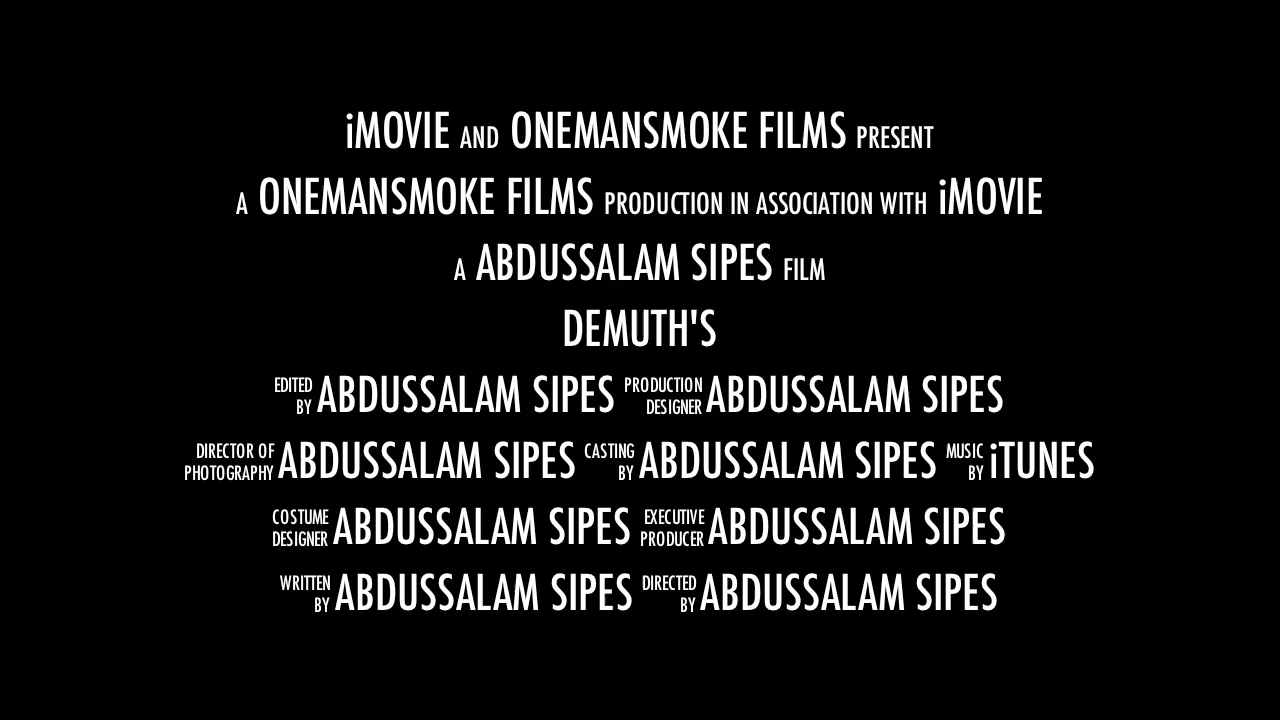 iMOVIE AND ONEMANSMOKE FILMS PRESENT
A ONEMANSMOKE FILMS PRODUCTION IN ASSOCIATION WITH iMOVIE
A ABDUSSALAM SIPES FILM
DEMUTH'S
EDITED BY ABDUSSALAM SIPES PRODUCTION DESIGNER ABDUSSALAM SIPES
DIRECTOR OF PHOTOGRAPHY ABDUSSALAM SIPES CASTING BY ABDUSSALAM SIPES MUSIC BY iTUNES
COSTUME DESIGNER ABDUSSALAM SIPES EXECUTIVE PRODUCER ABDUSSALAM SIPES
WRITTEN BY ABDUSSALAM SIPES DIRECTED BY ABDUSSALAM SIPES